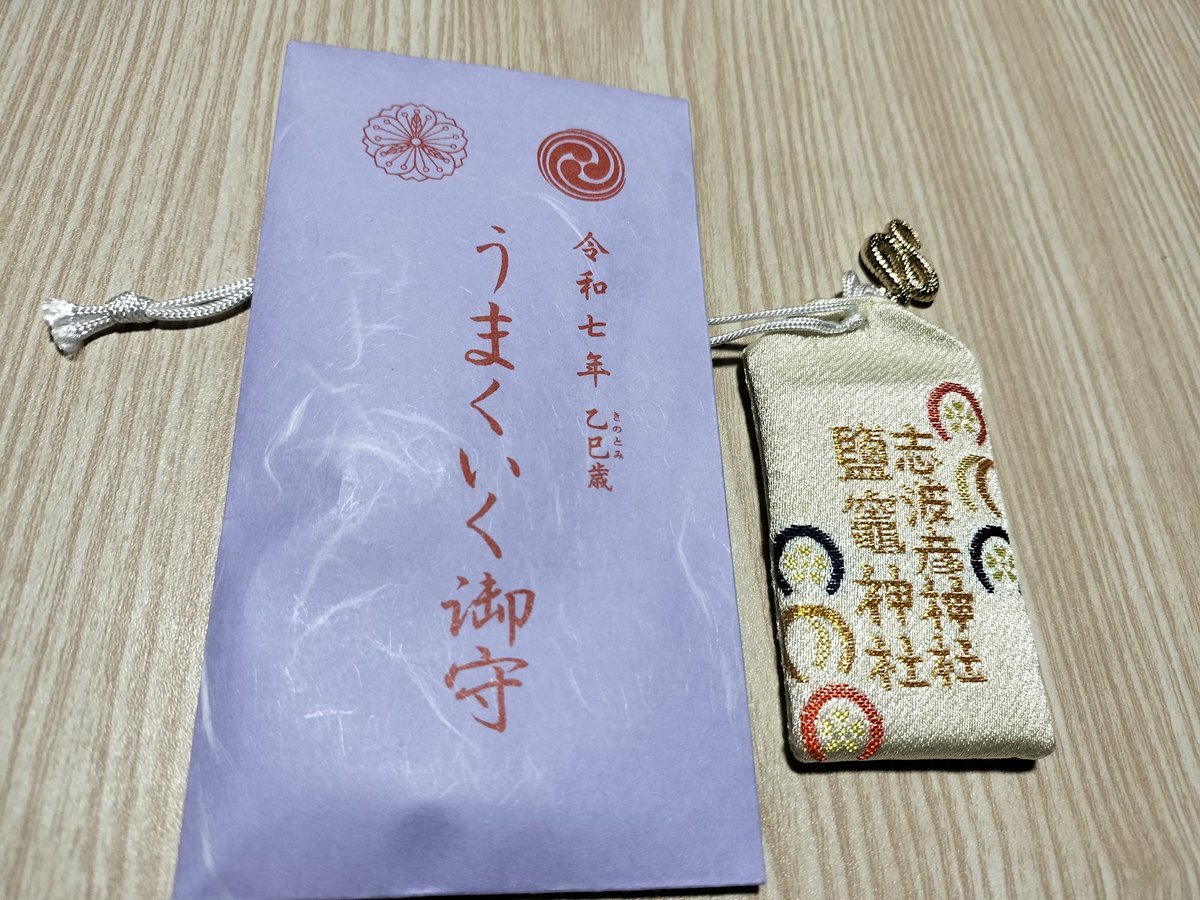 令和七年 乙巳歳
きのとみ
うまくいく御守
志波彦神社
鹽竈神社